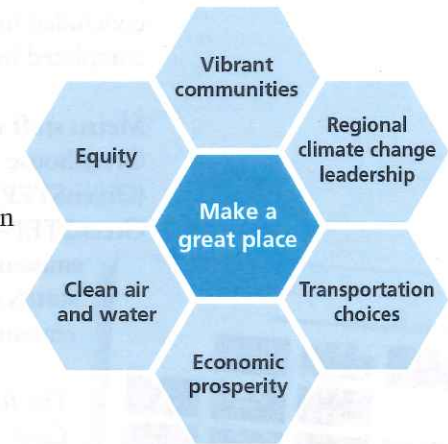 Vibrant
communities
Regional
climate change
leadership
Equity
Make a
great place
Clean air
and water
Transportation
choices
Economic
prosperity